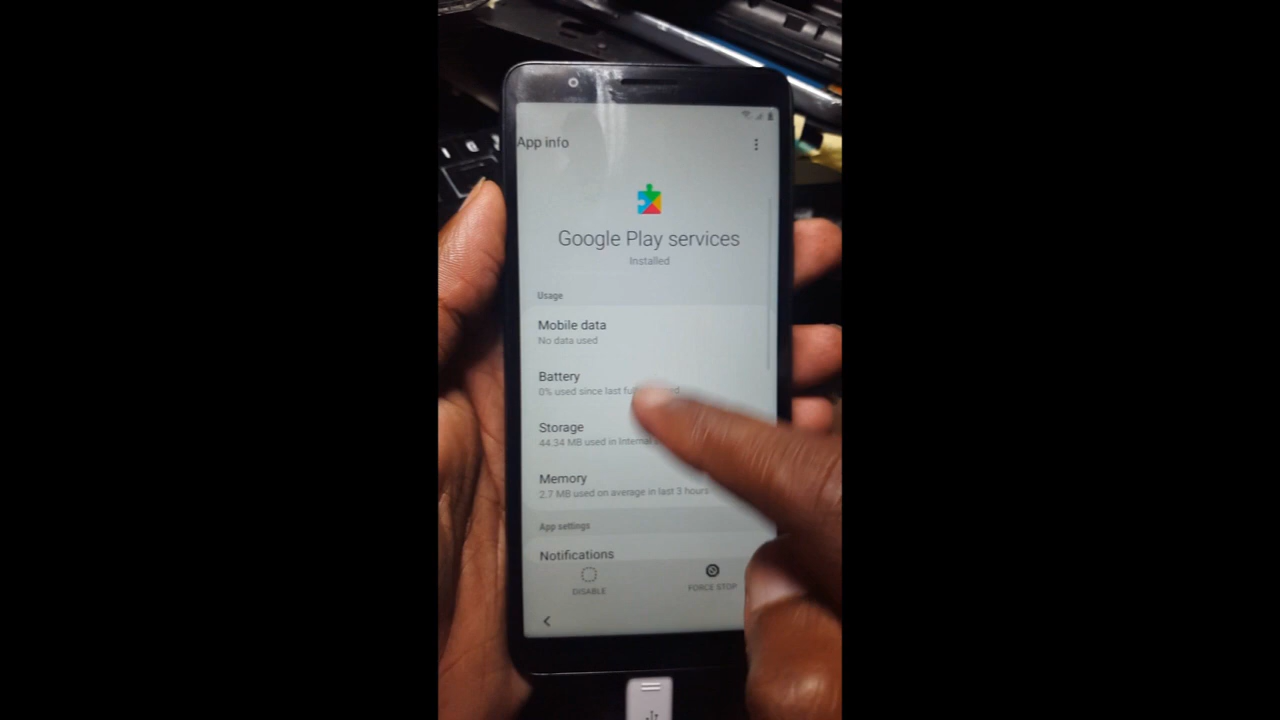 App info
Google Play services
Installed
Usage
Mobile data
No data used
Battery
0% used since last
Storage
44.34 MB used in Internal
Memory
2.7 MB used on average in last 3 hours
App settings
Notifications
DISABLE
FORCE STOP